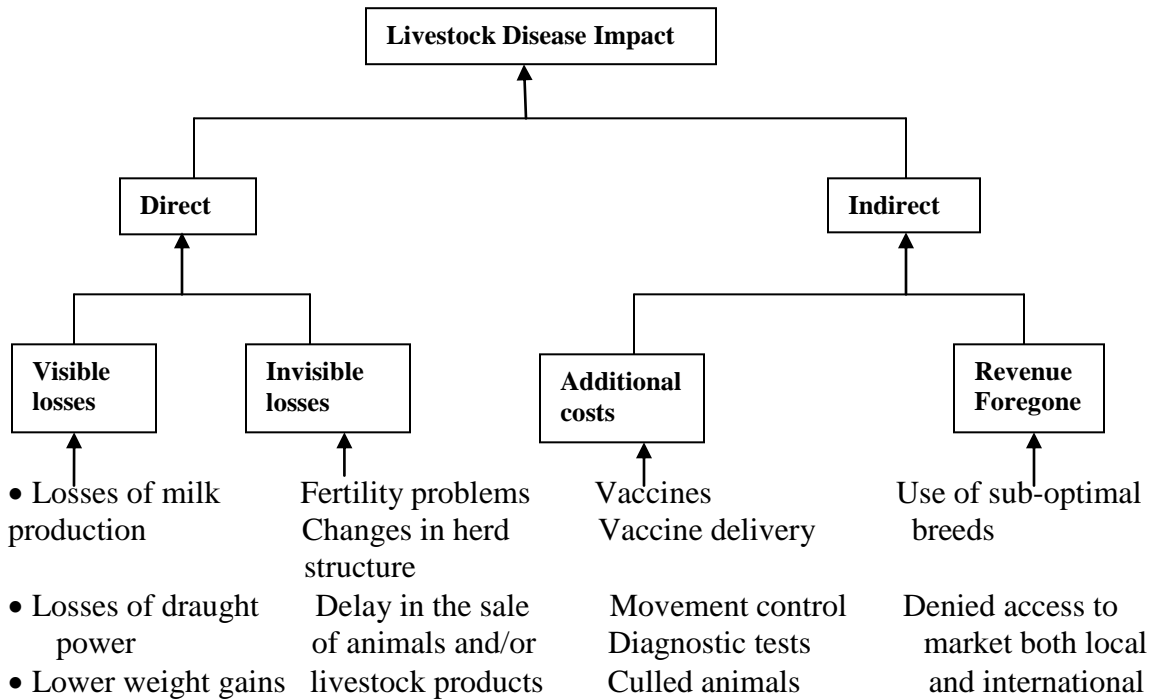 Livestock Disease Impact
Direct
Indirect
Visible
losses
Invisible
losses
Additional
costs
Revenue
Foregone
• Losses of milk
production
• Losses of draught
power
• Lower weight gains
Fertility problems
Changes in herd
structure
Delay in the sale
of animals and/or
livestock products
Vaccines
Vaccine delivery
Movement control
Diagnostic tests
Culled animals
Use of sub-optimal
breeds
Denied access to
market both local
and international